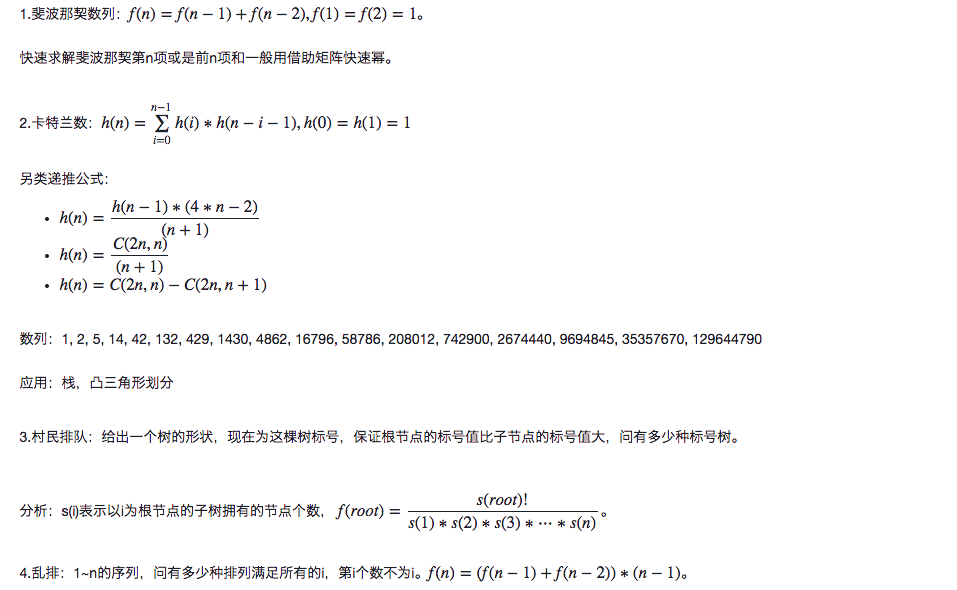 1.斐波那契数列：f(n) = f(n − 1) + f(n − 2), f(1) = f(2) = 1。
快速求解斐波那契第n项或是前n项和一般用借助矩阵快速幂。
2.卡特兰数：h(n) = \sum_{i=0}^{n−1} h(i) ∗ h(n − i − 1), h(0) = h(1) = 1
另类递推公式：
• h(n) = \frac{h(n − 1) ∗ (4 ∗ n − 2)}{(n + 1)}
• h(n) = \frac{C(2n, n)}{(n + 1)}
• h(n) = C(2n, n) − C(2n, n + 1)
数列：1, 2, 5, 14, 42, 132, 429, 1430, 4862, 16796, 58786, 208012, 742900, 2674440, 9694845, 35357670, 129644790
应用：栈，凸三角形划分
3.村民排队：给出一个树的形状，现在为这棵树标号，保证根节点的标号值比子节点的标号值大，问有多少种标号树。
分析：s(i)表示以i为根节点的子树拥有的节点个数，f(root) = \frac{s(root)!}{s(1) ∗ s(2) ∗ s(3) ∗ ⋯ ∗ s(n)}。
4.乱排：1~n的序列，问有多少种排列满足所有的i，第i个数不为i。f(n) = (f(n − 1) + f(n − 2)) ∗ (n − 1)。